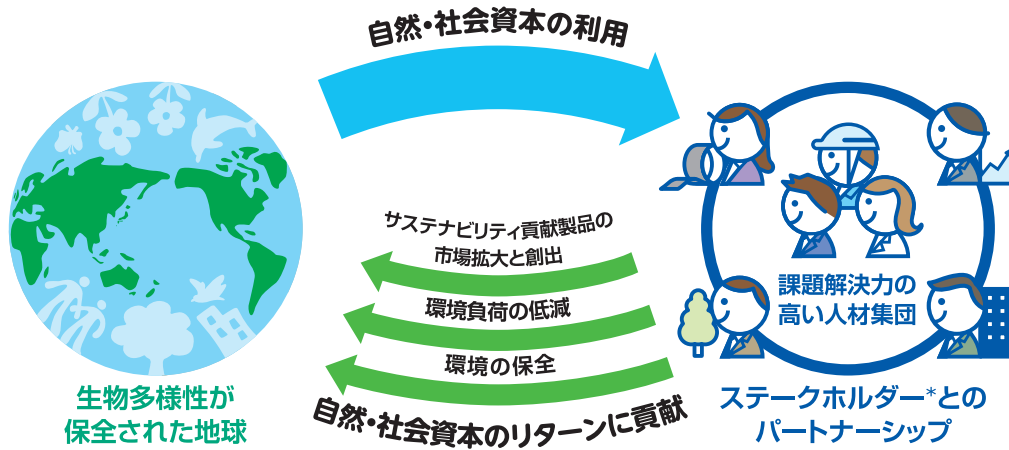 自然・社会資本の利用
サステナビリティ貢献製品の
市場拡大と創出
環境負荷の低減
環境の保全
自然・社会資本のリターンに貢献
生物多様性が
保全された地球
課題解決力の
高い人材集団
ステークホルダー*との
パートナーシップ